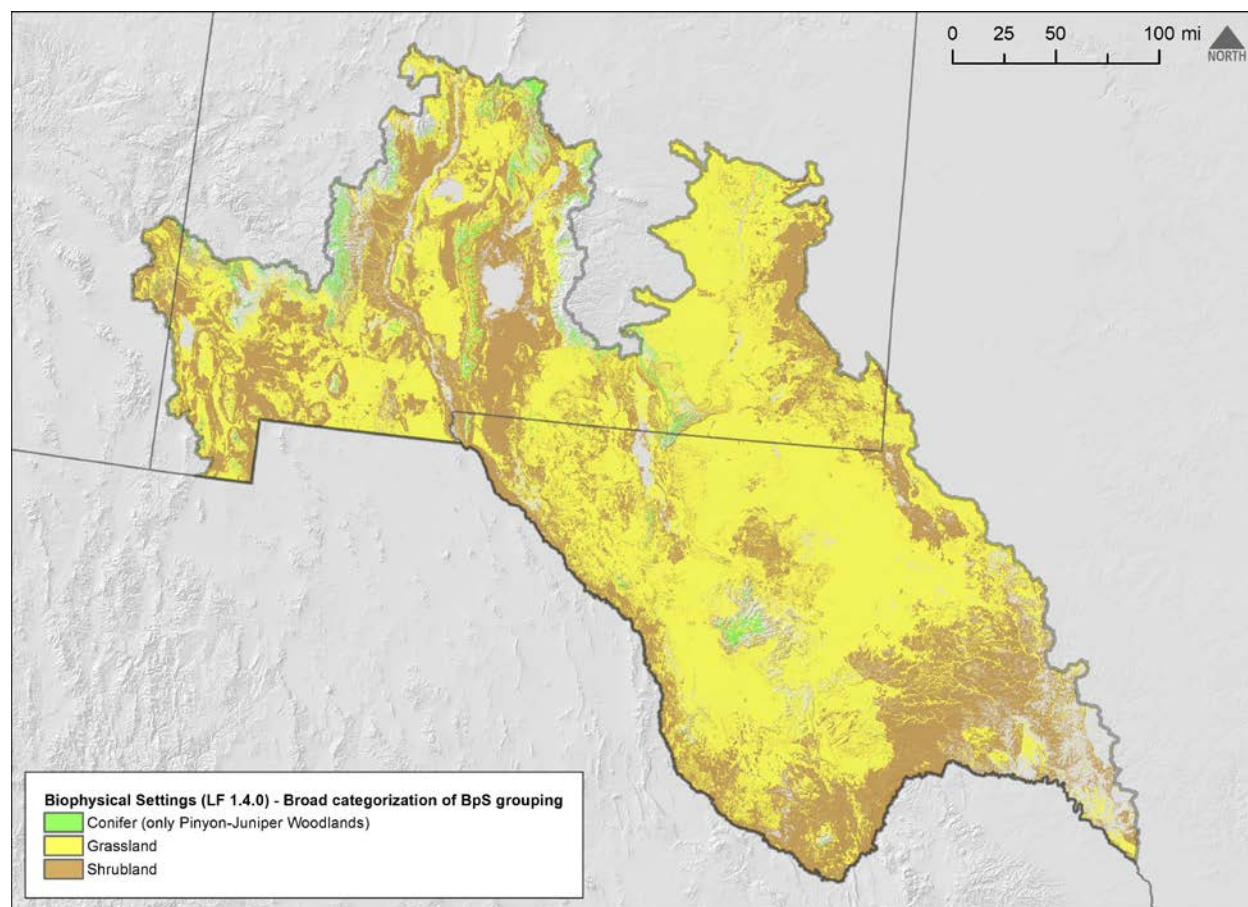 0 25 50 100 mi
NORTH
Biophysical Settings (LF 1.4.0) - Broad categorization of BpS grouping
Conifer (only Pinyon-Juniper Woodlands)
Grassland
Shrubland